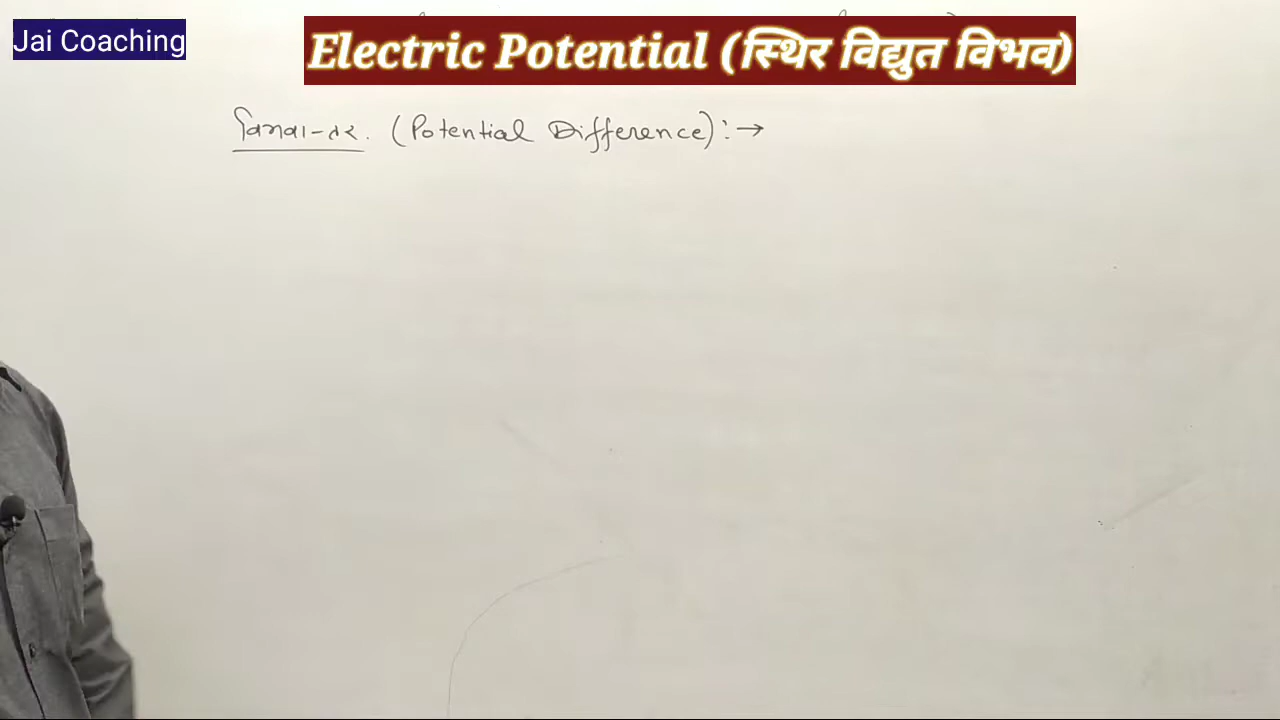 Jai Coaching
Electric Potential (स्थिर विद्युत विभव)
विभवान्तर. (Potential Difference):→